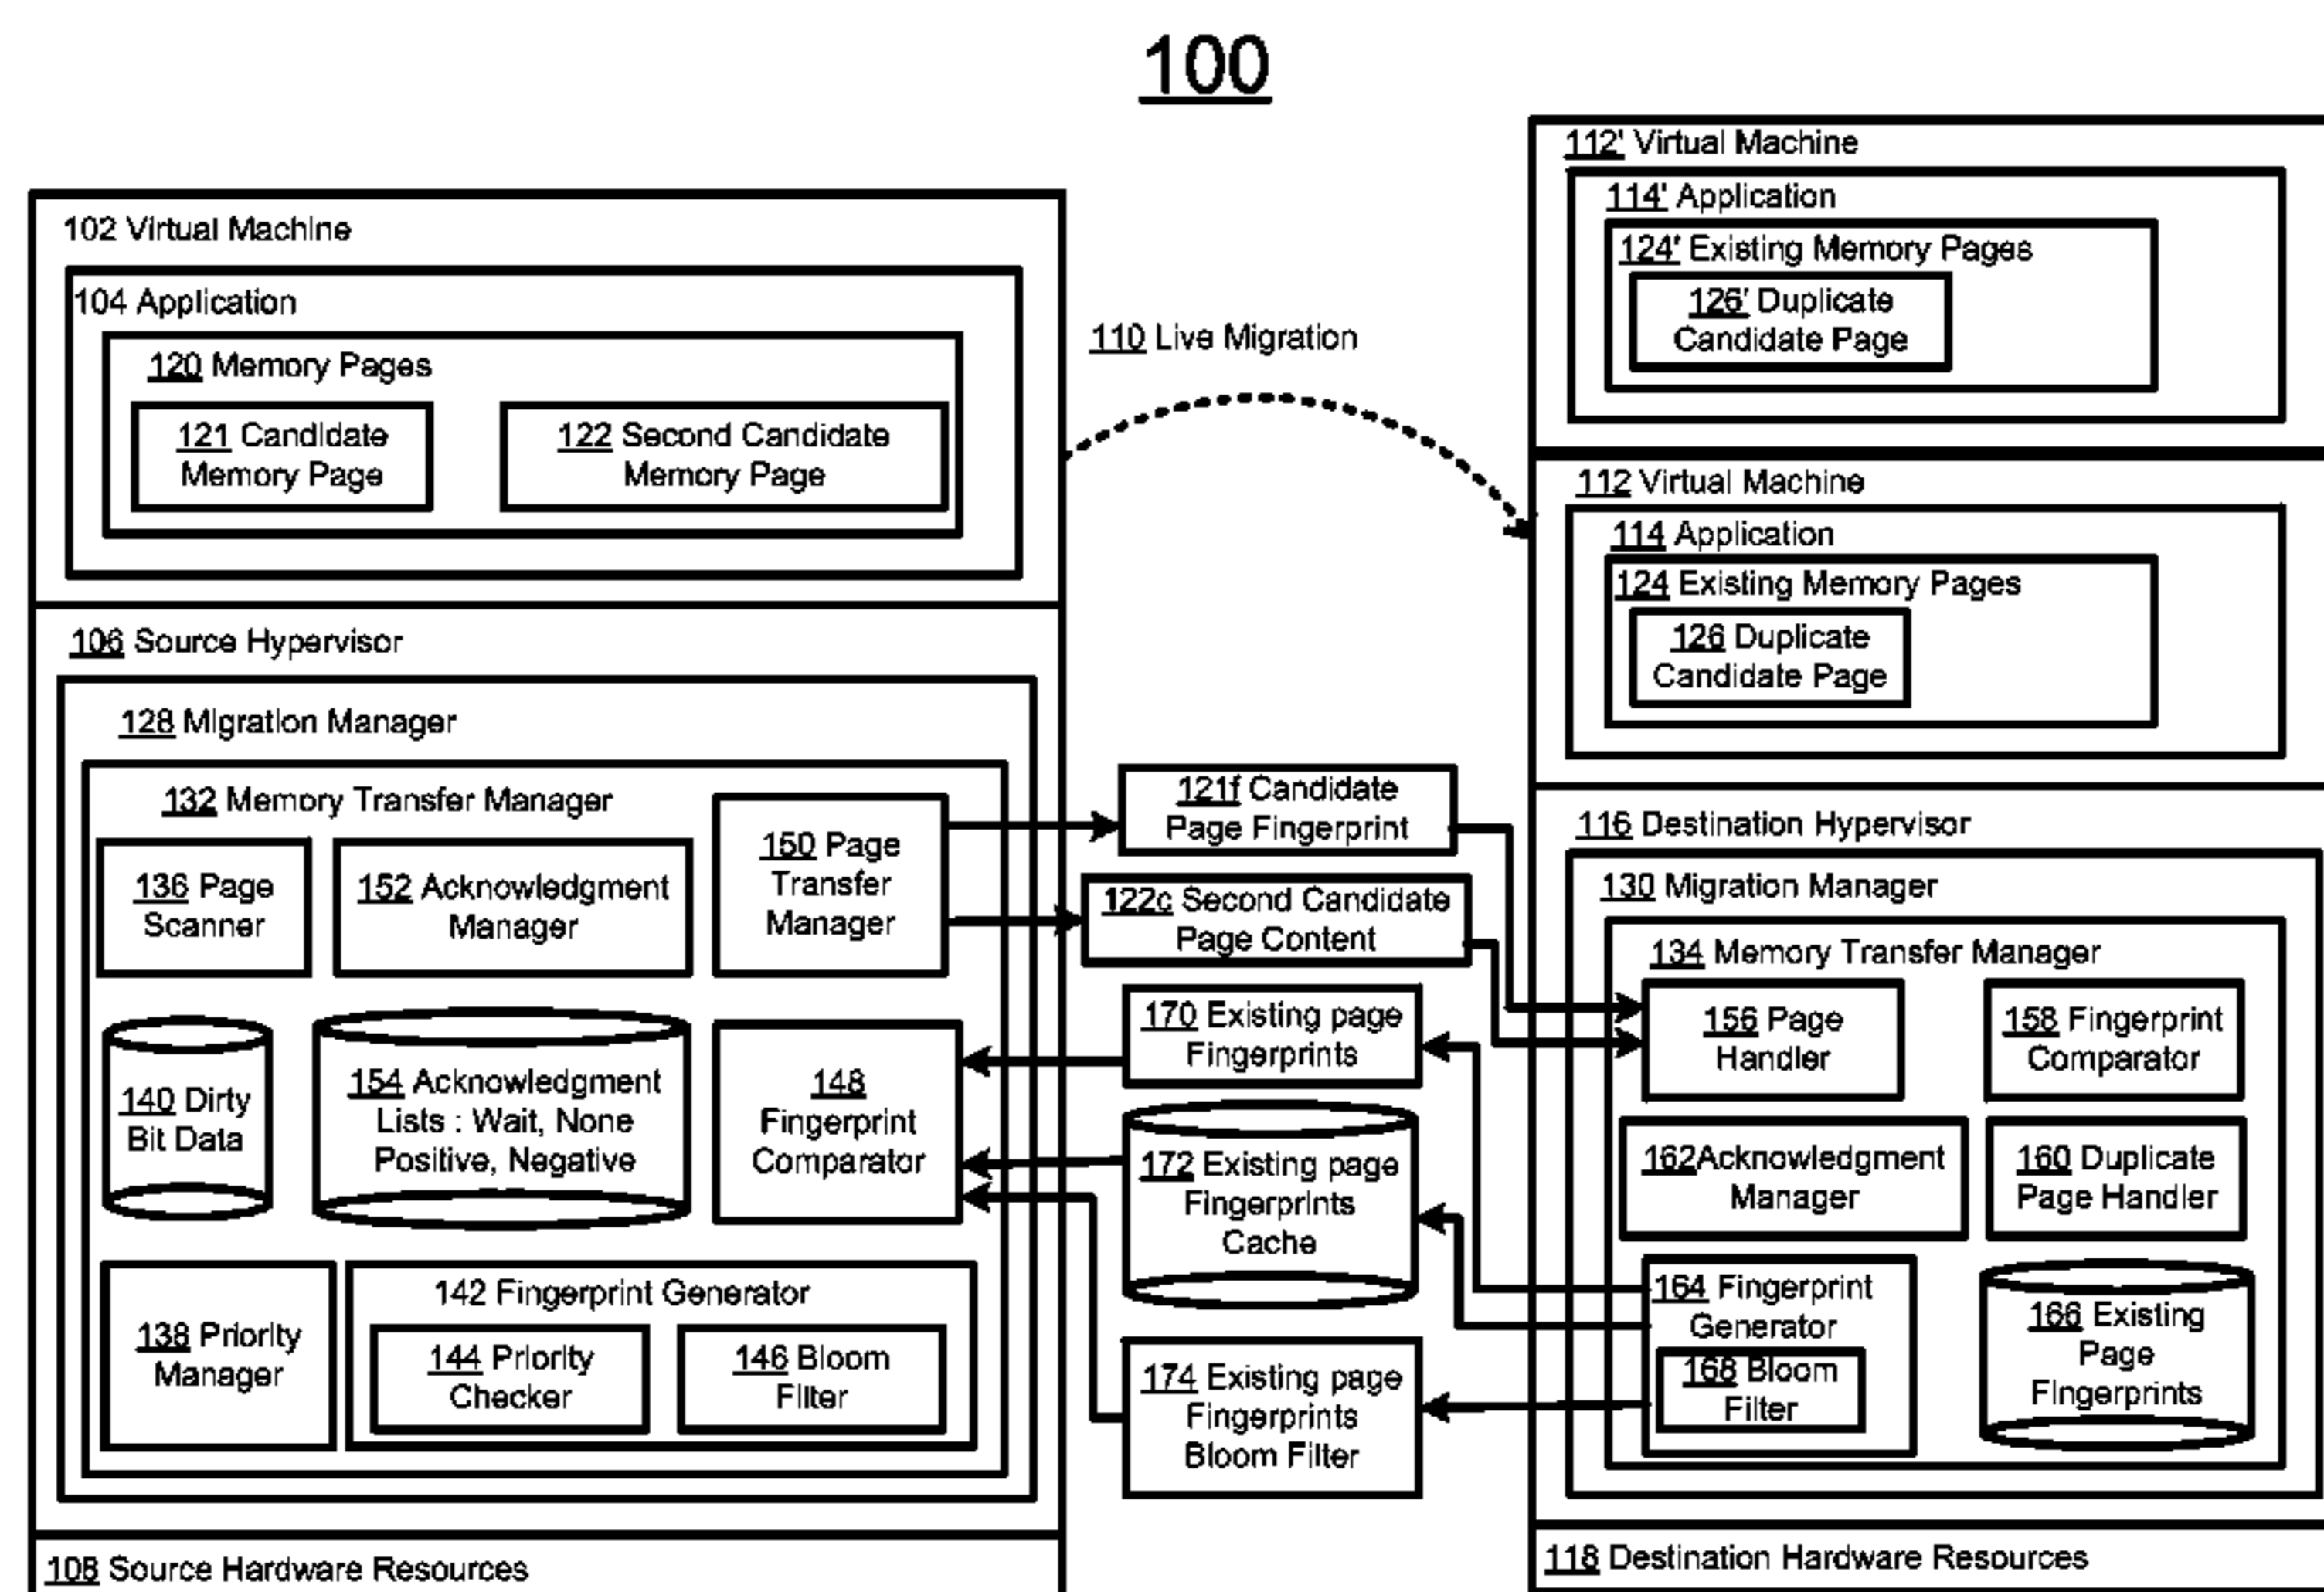 100
102 Virtual Machine
104 Application
120 Memory Pages
121 Candidate
Memory Page
122 Second Candidate
Memory Page
106 Source Hypervisor
128 Migration Manager
132 Memory Transfer Manager
136 Page
Scanner
152 Acknowledgment
Manager
150 Page
Transfer
Manager
140 Dirty
Bit Data
154 Acknowledgment
Lists : Wait, None
Positive, Negative
148
Fingerprint
Comparator
138 Priority
Manager
142 Fingerprint Generator
144 Priority
Checker
146 Bloom
Filter
108 Source Hardware Resources
110 Live Migration
121f Candidate
Page Fingerprint
122c Second Candidate
Page Content
170 Existing page
Fingerprints
172 Existing page
Fingerprints
Cache
174 Existing page
Fingerprints
Bloom Filter
112' Virtual Machine
114' Application
124' Existing Memory Pages
126' Duplicate
Candidate Page
112 Virtual Machine
114 Application
124 Existing Memory Pages
126 Duplicate
Candidate Page
116 Destination Hypervisor
130 Migration Manager
134 Memory Transfer Manager
156 Page
Handler
158 Fingerprint
Comparator
162Acknowledgment
Manager
160 Duplicate
Page Handler
164 Fingerprint
Generator
168 Bloom
Filter
166 Existing
Page
Fingerprints
118 Destination Hardware Resources